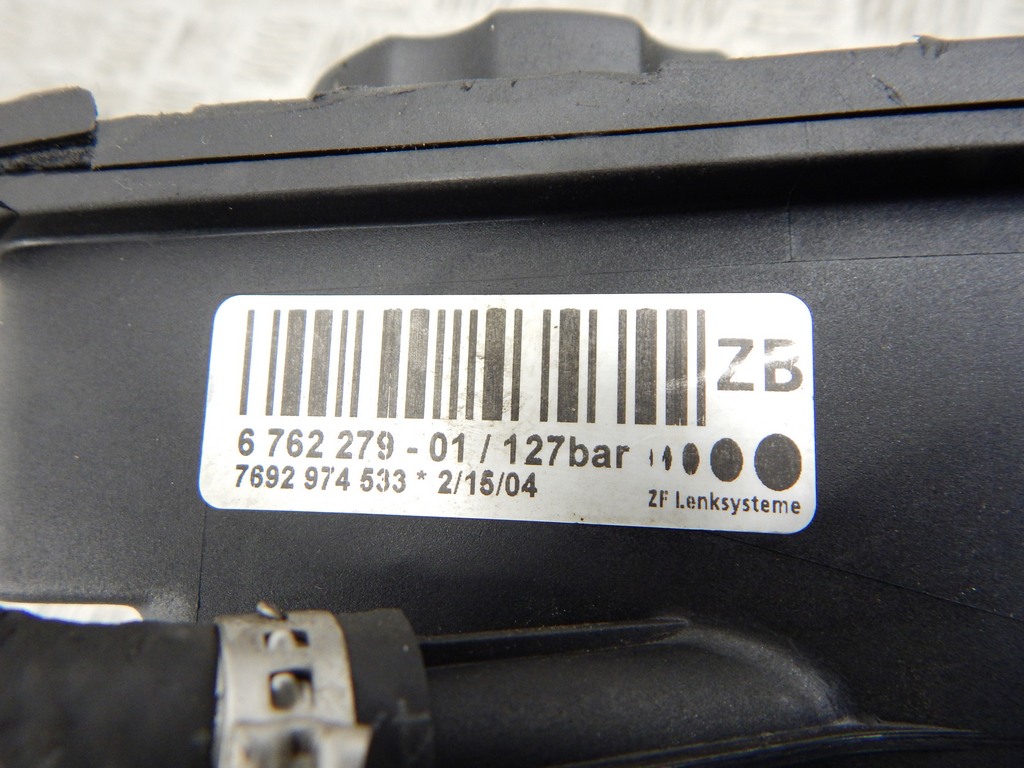 ZB
6 762 279 - 01 / 127bar
7692 974 533 * 2/15/04
ZF Lenksysteme